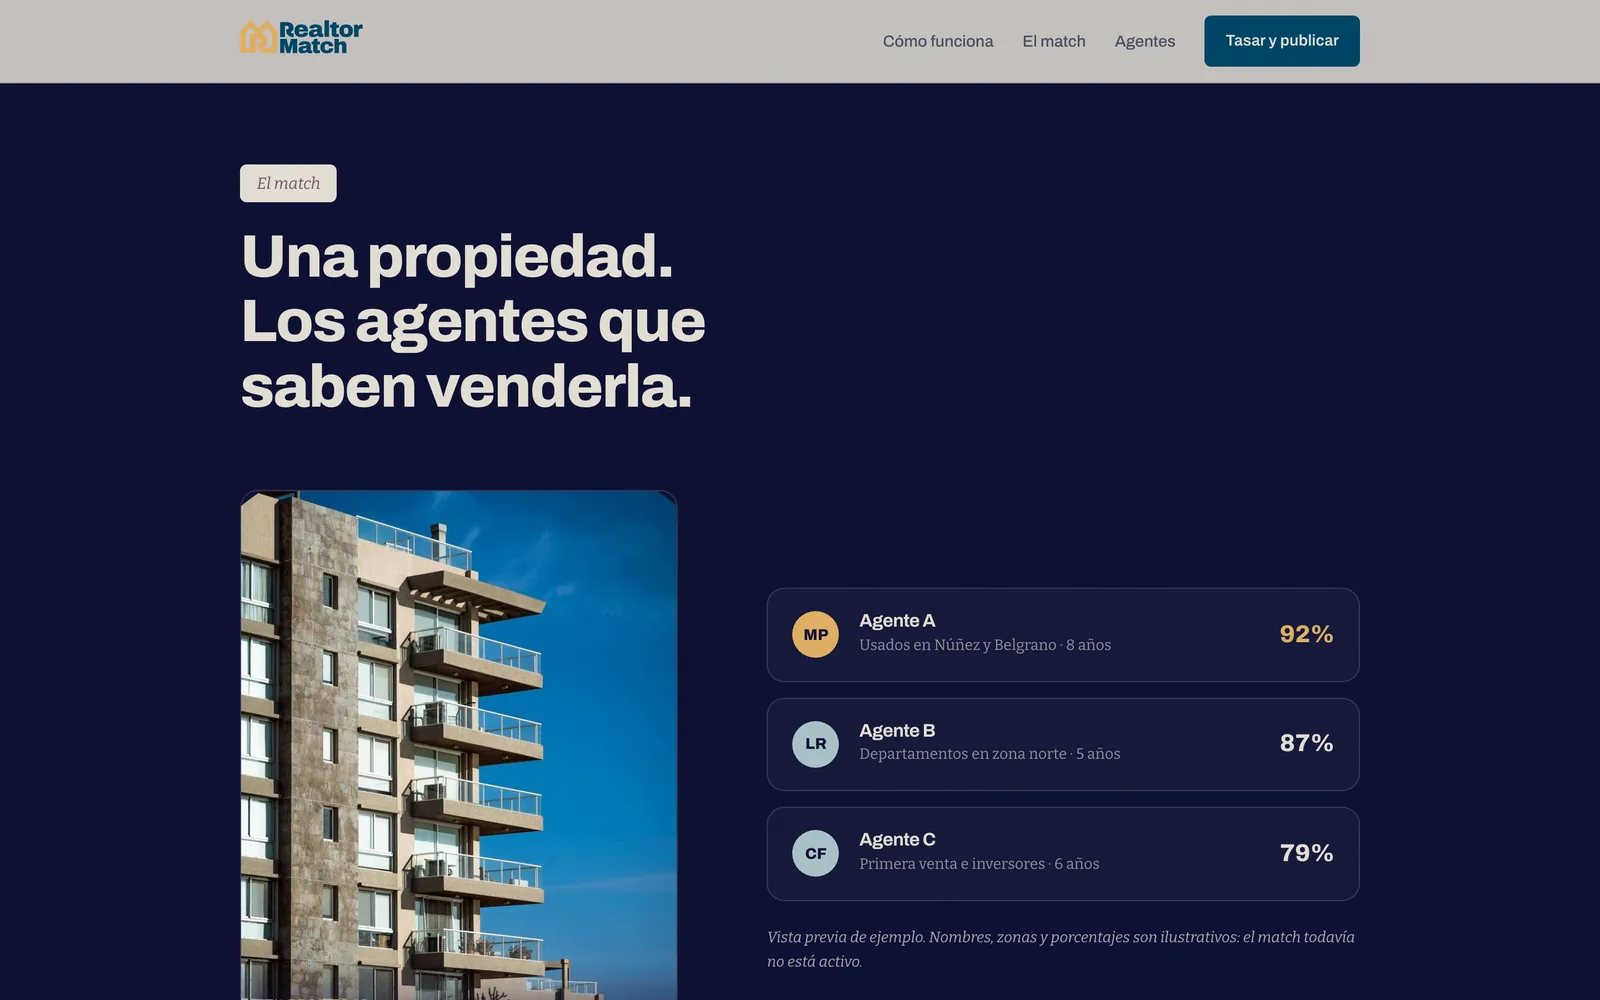 Realtor
Match
Cómo funciona
El match
Agentes
Tasar y publicar
El match
Una propiedad.
Los agentes que
saben venderla.
MP
Agente A
Usados en Núñez y Belgrano · 8 años
92%
LR
Agente B
Departamentos en zona norte · 5 años
87%
CF
Agente C
Primera venta e inversores · 6 años
79%
Vista previa de ejemplo. Nombres, zonas y porcentajes son ilustrativos: el match todavía
no está activo.